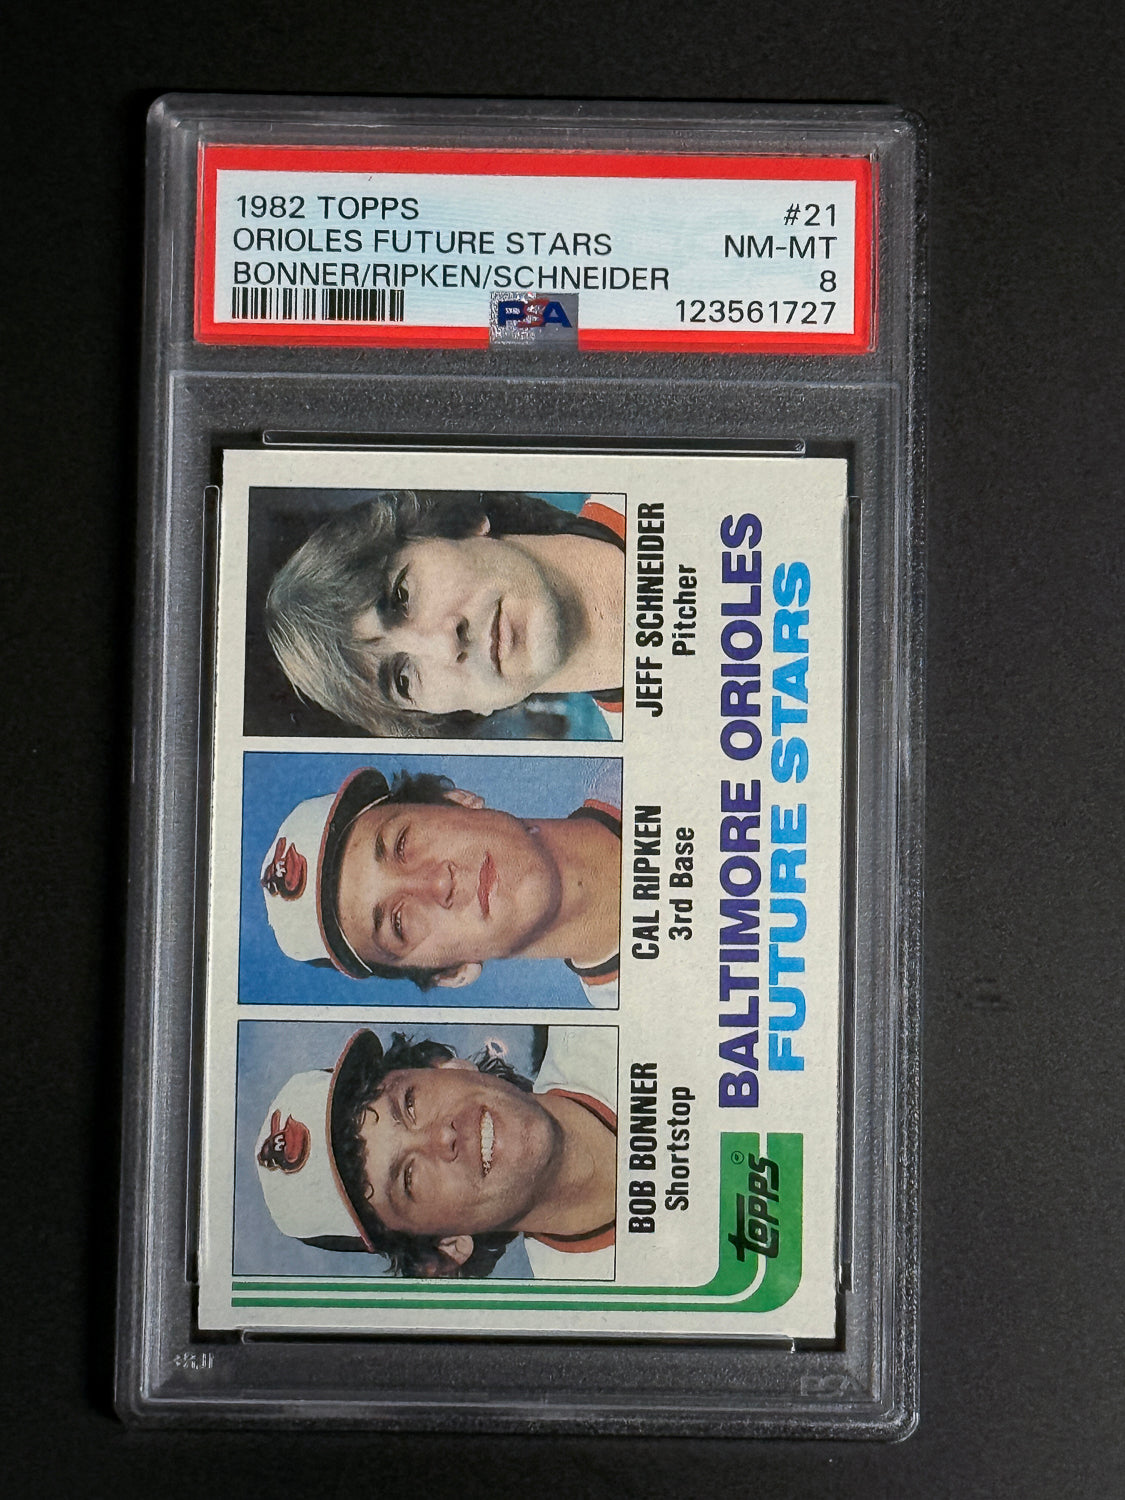 1982 TOPPS #21
ORIOLES FUTURE STARS NM-MT
BONNER/RIPKEN/SCHNEIDER 8
PSA 123561727
BOB BONNER
Shortstop
CAL RIPKEN
3rd Base
JEFF SCHNEIDER
Pitcher
topps®
BALTIMORE ORIOLES
FUTURE STARS
PSA